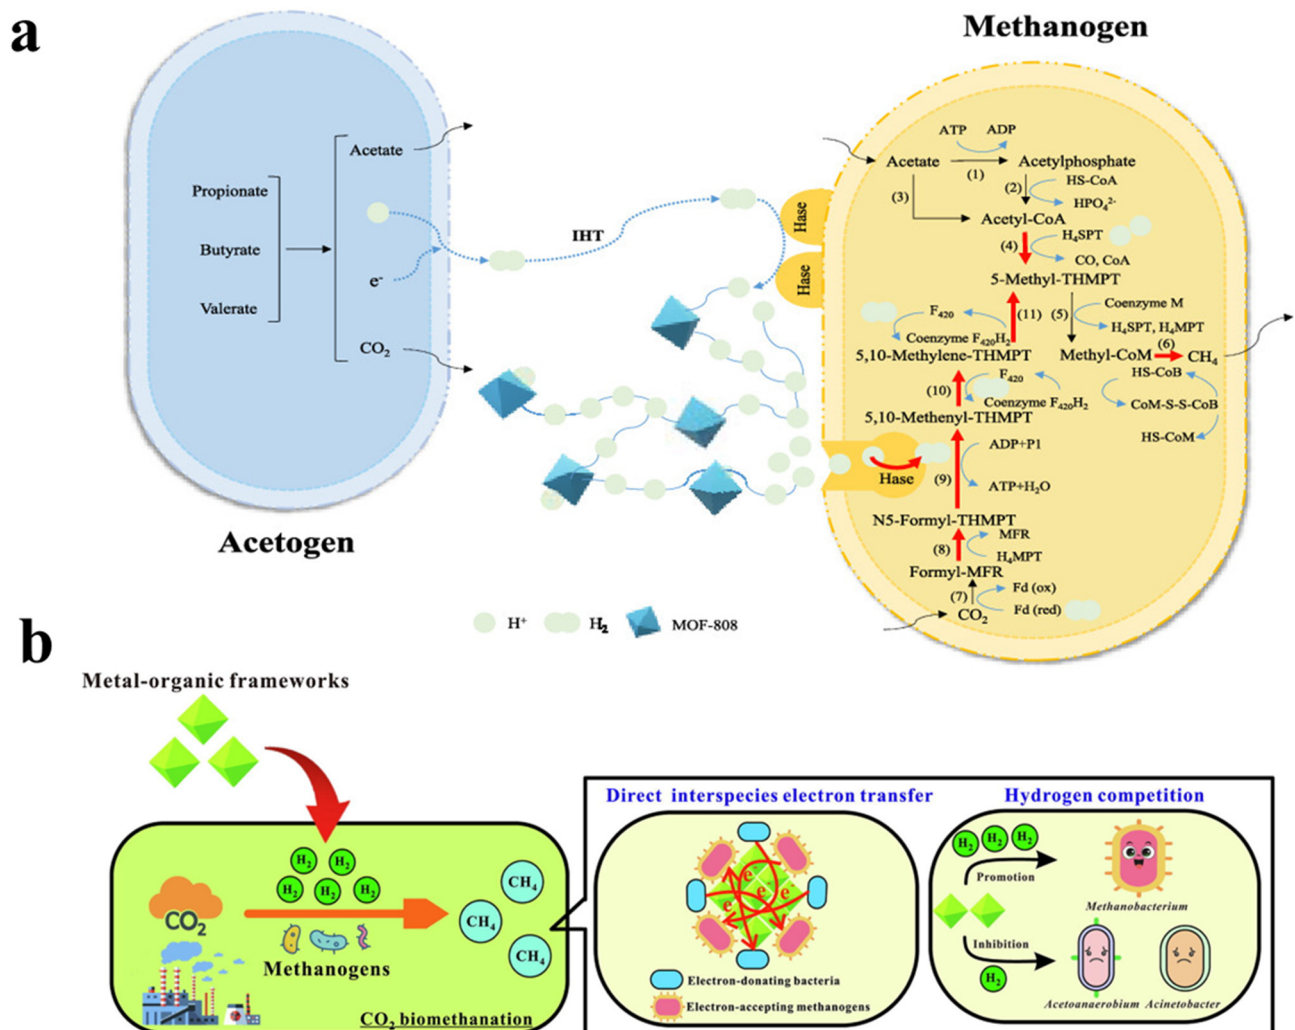 a
Methanogen
Acetogen
Propionate
Butyrate
Valerate
Acetate
e-
CO2
IHT
Hase
Hase
Hase
ATP ADP
Acetate (1) Acetylphosphate
(3) (2) HS-CoA
HPO4 2-
Acetyl-CoA
(4) H4SPT
CO, CoA
5-Methyl-THMPT
(11) (5) Coenzyme M
F420
H4SPT, H4MPT
Coenzyme F420H2
(6)
5,10-Methylene-THMPT Methyl-CoM CH4
HS-CoB
(10) F420
Coenzyme F420H2 CoM-S-S-CoB
5,10-Methenyl-THMPT
HS-CoM
ADP+P1
(9)
ATP+H2O
N5-Formyl-THMPT
MFR
(8)
H4MPT
Formyl-MFR
Fd (ox)
(7)
Fd (red)
CO2
H+ H2 MOF-808
b
Metal-organic frameworks
H2 H2
H2 H2 H2
CO2
Methanogens
CH4
CH4
CH4
CO2 biomethanation
Direct interspecies electron transfer
e-
e- e- e-
Electron-donating bacteria
Electron-accepting methanogens
Hydrogen competition
H2 H2 H2
Promotion
Methanobacterium
Inhibition
H2
Acetoanaerobium Acinetobacter